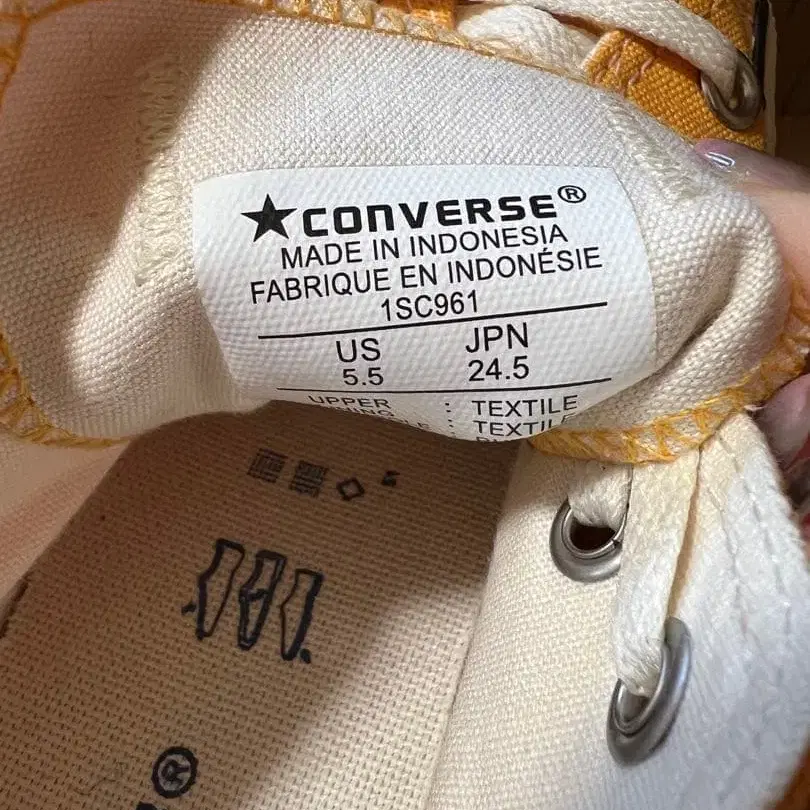 ★CONVERSE®
MADE IN INDONESIA
FABRIQUE EN INDONÉSIE
1SC961
US JPN
5.5 24.5
UPPER : TEXTILE
: TEXTILE
®